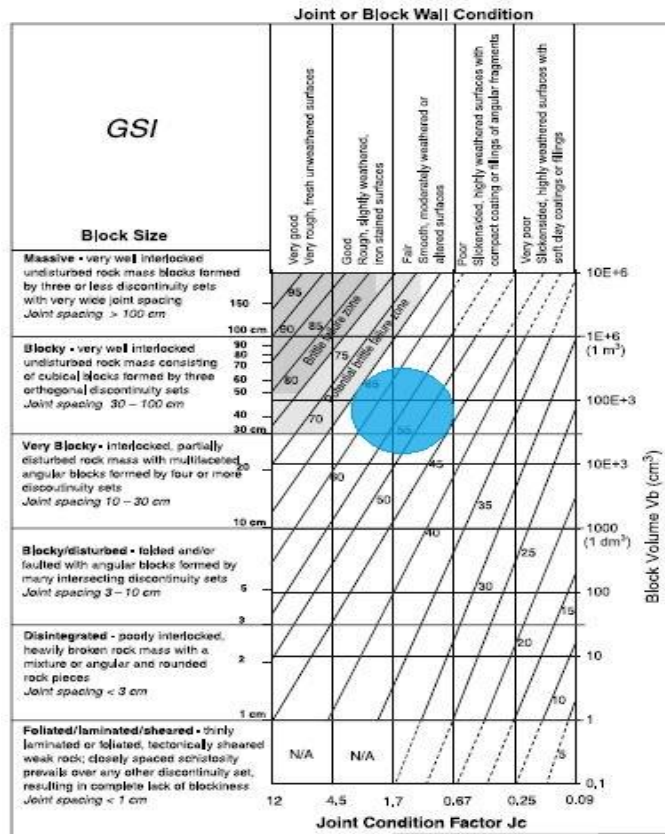 Joint or Block Wall Condition
GSI
Block Size
Very good
Very rough, fresh unweathered surfaces
Good
Rough, slightly weathered,
iron stained surfaces
Fair
Smooth, moderately weathered or
altered surfaces
Poor
Slickensided, highly weathered surfaces with
compact coating or fillings of angular fragments
Very poor
Slickensided, highly weathered surfaces with
soft clay coatings or fillings
Massive - very well interlocked
undisturbed rock mass blocks formed
by three or less discontinuity sets
with very wide joint spacing
Joint spacing > 100 cm
Blocky - very well interlocked
undisturbed rock mass consisting
of cubical blocks formed by three
orthogonal discontinuity sets
Joint spacing 30 – 100 cm
Very Blocky - interlocked, partially
disturbed rock mass with multifaceted
angular blocks formed by four or more
discoutinuity sets
Joint spacing 10 – 30 cm
Blocky/disturbed - folded and/or
faulted with angular blocks formed by
many intersecting discontinuity sets
Joint spacing 3 – 10 cm
Disintegrated - poorly interlocked,
heavily broken rock mass with a
mixture or angular and rounded
rock pieces
Joint spacing < 3 cm
Foliated/laminated/sheared - thinly
laminated or foliated, tectonically sheared
weak rock; closely spaced schistosity
prevails over any other discontinuity set,
resulting in complete lack of blockiness
Joint spacing < 1 cm
150
100 cm
90
80
70
60
50
40
30 cm
20
10 cm
5
3
2
1 cm
95
90
85
80
75
70
65
60
55
50
45
40
35
30
25
20
15
10
5
Brittle failure zone
Potential brittle failure zone
N/A
N/A
10E+6
1E+6
(1 m³)
100E+3
10E+3
1000
(1 dm³)
100
10
1
0,1
Block Volume Vb (cm³)
12
4,5
1,7
0.67
0.25
0.09
Joint Condition Factor Jc